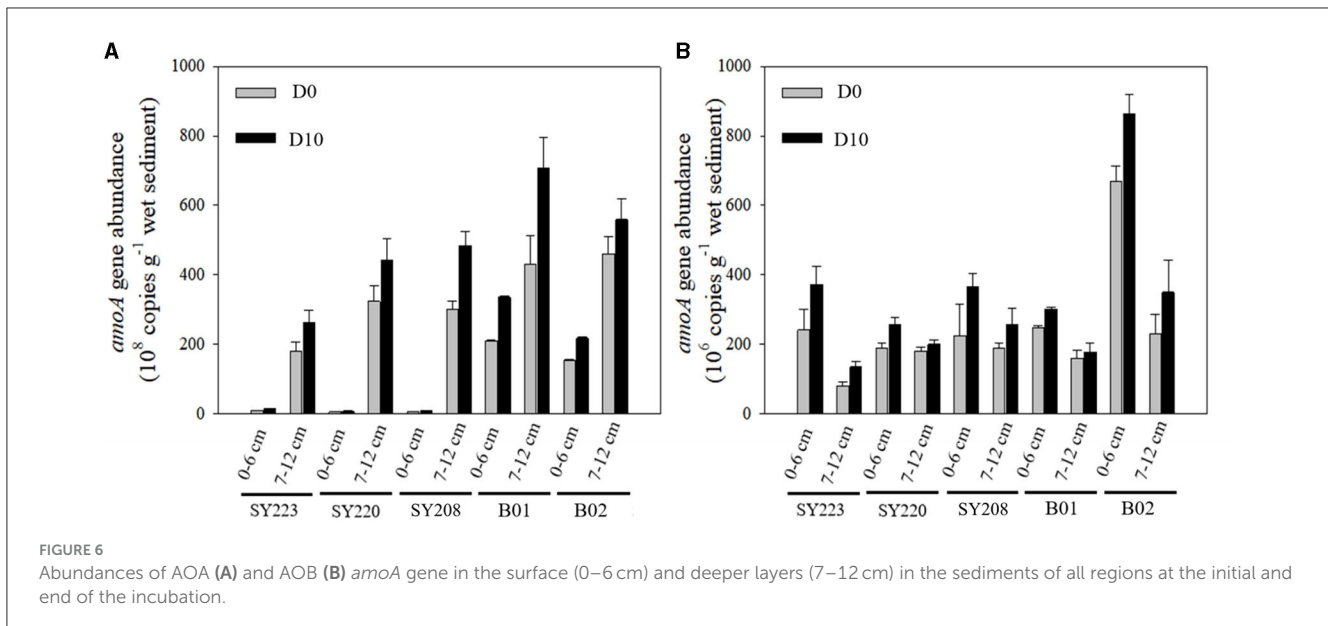 A
amoA gene abundance
(10⁸ copies g⁻¹ wet sediment)
1000
800
600
400
200
0
D0
D10
0-6 cm
7-12 cm
0-6 cm
7-12 cm
0-6 cm
7-12 cm
0-6 cm
7-12 cm
0-6 cm
7-12 cm
SY223 SY220 SY208 B01 B02
B
amoA gene abundance
(10⁶ copies g⁻¹ wet sediment)
1000
800
600
400
200
0
D0
D10
0-6 cm
7-12 cm
0-6 cm
7-12 cm
0-6 cm
7-12 cm
0-6 cm
7-12 cm
0-6 cm
7-12 cm
SY223 SY220 SY208 B01 B02
FIGURE 6
Abundances of AOA (A) and AOB (B) amoA gene in the surface (0–6 cm) and deeper layers (7–12 cm) in the sediments of all regions at the initial and
end of the incubation.